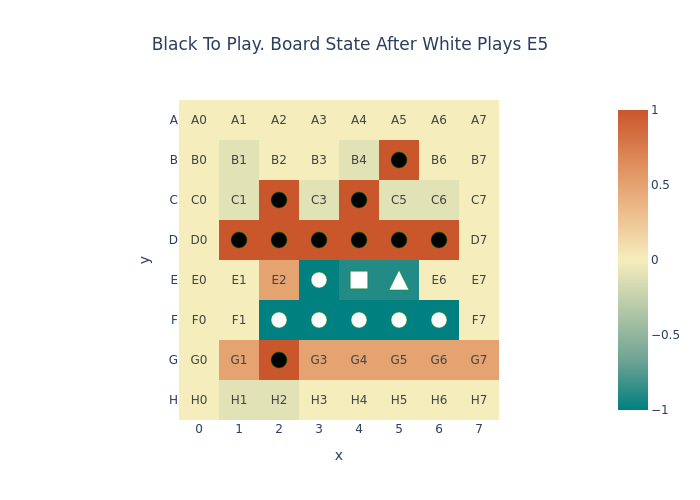 Black To Play. Board State After White Plays E5
A A0 A1 A2 A3 A4 A5 A6 A7
B B0 B1 B2 B3 B4 B6 B7
C C0 C1 C3 C5 C6 C7
D D0 D7
E E0 E1 E2 E6 E7
F F0 F1 F7
G G0 G1 G3 G4 G5 G6 G7
H H0 H1 H2 H3 H4 H5 H6 H7
0 1 2 3 4 5 6 7
x
y
1
0.5
0
−0.5
−1